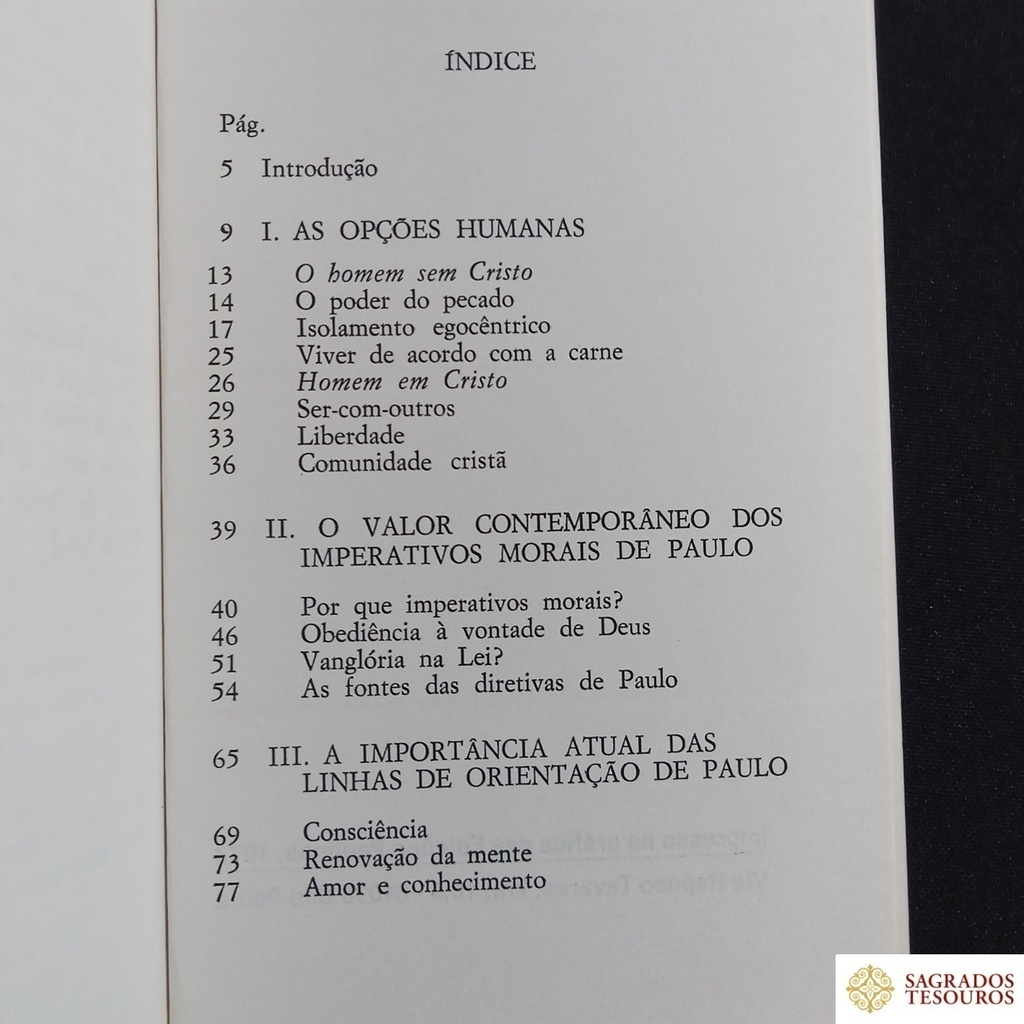 ÍNDICE
Pág.
5 Introdução
9 I. AS OPÇÕES HUMANAS
13 O homem sem Cristo
14 O poder do pecado
17 Isolamento egocêntrico
25 Viver de acordo com a carne
26 Homem em Cristo
29 Ser-com-outros
33 Liberdade
36 Comunidade cristã
39 II. O VALOR CONTEMPORÂNEO DOS
IMPERATIVOS MORAIS DE PAULO
40 Por que imperativos morais?
46 Obediência à vontade de Deus
51 Vanglória na Lei?
54 As fontes das diretivas de Paulo
65 III. A IMPORTÂNCIA ATUAL DAS
LINHAS DE ORIENTAÇÃO DE PAULO
69 Consciência
73 Renovação da mente
77 Amor e conhecimento
SAGRADOS
TESOUROS